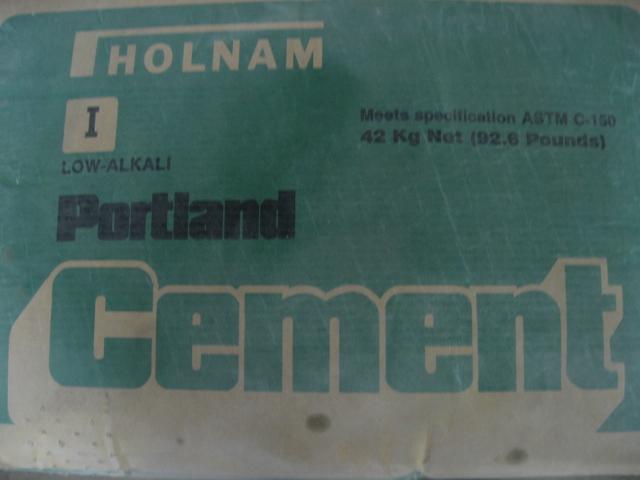 HOLNAM
I
LOW-ALKALI
Meets specification ASTM C-150
42 Kg Net (92.6 Pounds)
Portland
Cement